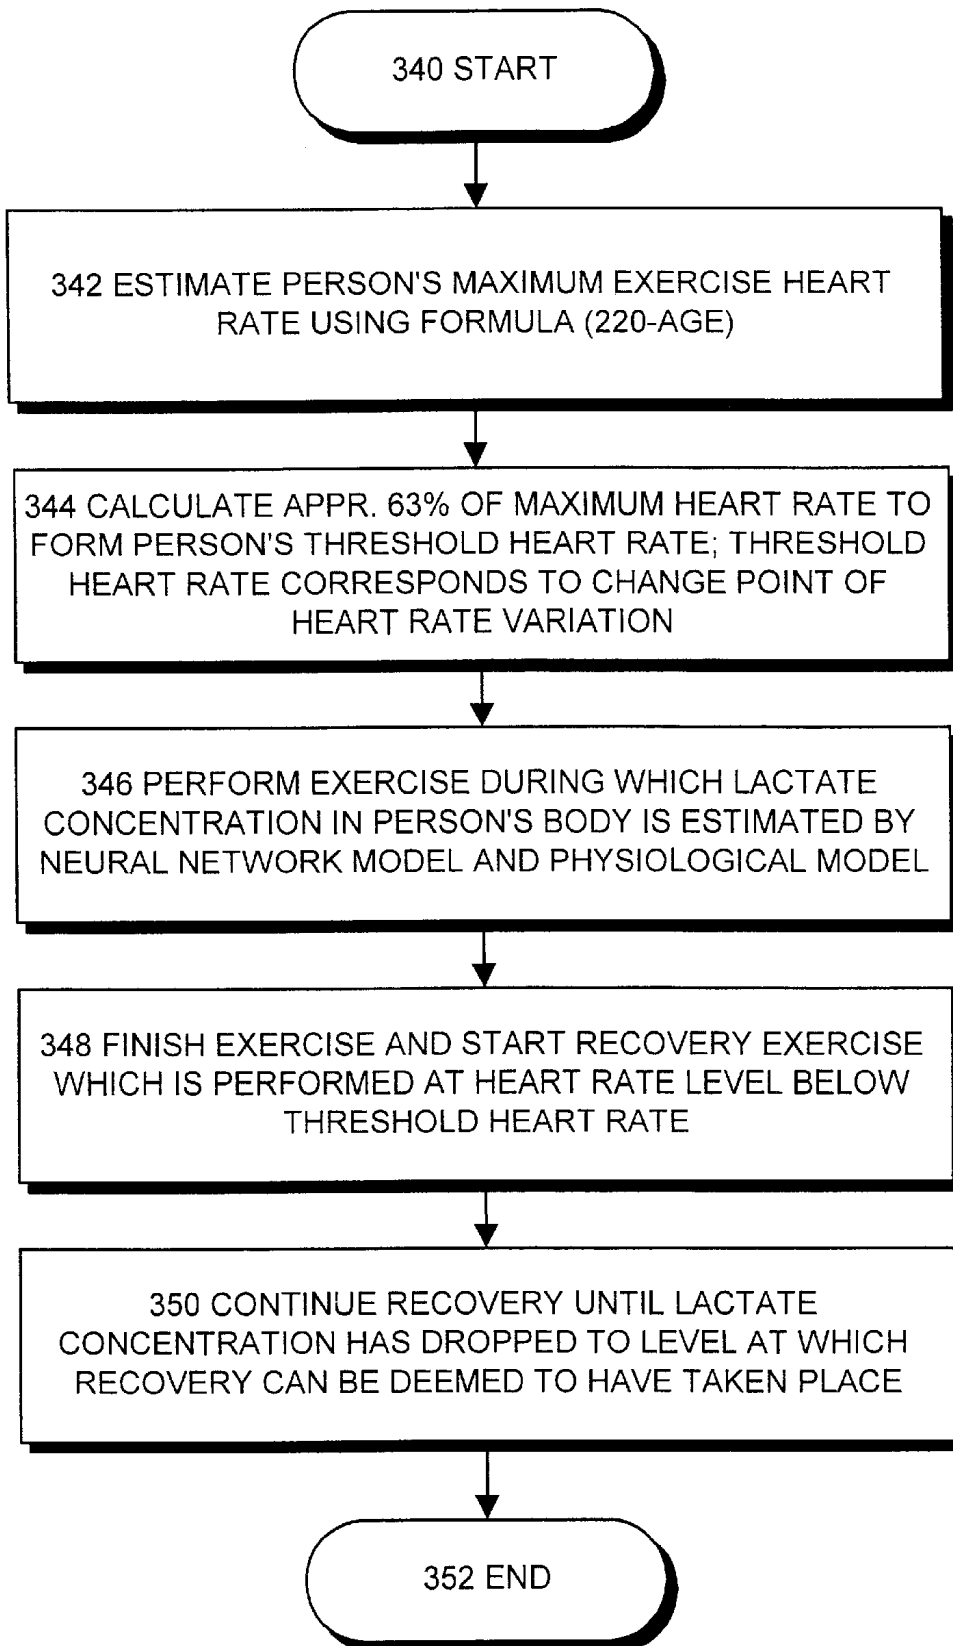 340 START
342 ESTIMATE PERSON'S MAXIMUM EXERCISE HEART
RATE USING FORMULA (220-AGE)
344 CALCULATE APPR. 63% OF MAXIMUM HEART RATE TO
FORM PERSON'S THRESHOLD HEART RATE; THRESHOLD
HEART RATE CORRESPONDS TO CHANGE POINT OF
HEART RATE VARIATION
346 PERFORM EXERCISE DURING WHICH LACTATE
CONCENTRATION IN PERSON'S BODY IS ESTIMATED BY
NEURAL NETWORK MODEL AND PHYSIOLOGICAL MODEL
348 FINISH EXERCISE AND START RECOVERY EXERCISE
WHICH IS PERFORMED AT HEART RATE LEVEL BELOW
THRESHOLD HEART RATE
350 CONTINUE RECOVERY UNTIL LACTATE
CONCENTRATION HAS DROPPED TO LEVEL AT WHICH
RECOVERY CAN BE DEEMED TO HAVE TAKEN PLACE
352 END